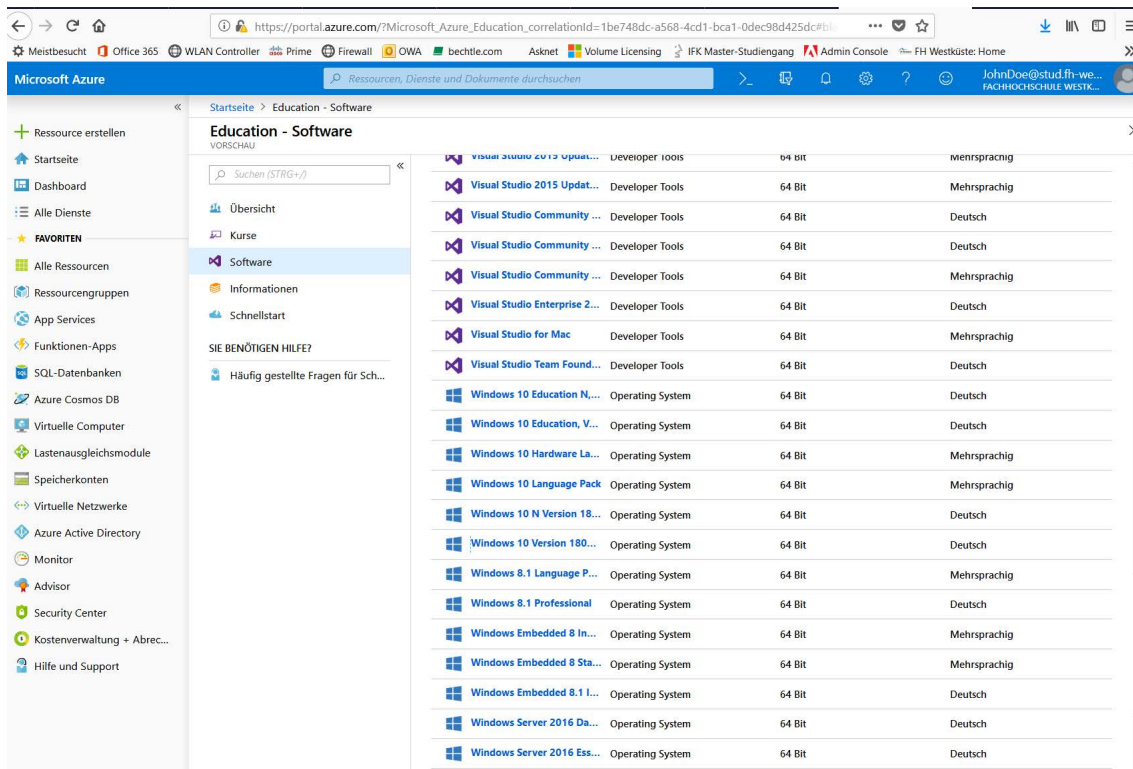 https://portal.azure.com/?Microsoft_Azure_Education_correlationId=1be748dc-a568-4cd1-bca1-0dec98d425dc#bl
Meistbesucht Office 365 WLAN Controller Prime Firewall OWA bechtle.com Asknet Volume Licensing IFK Master-Studiengang Admin Console FH Westküste: Home
Microsoft Azure
Ressourcen, Dienste und Dokumente durchsuchen
JohnDoe@stud.fh-we...
FACHHOCHSCHULE WESTK...
Ressource erstellen
Startseite
Dashboard
Alle Dienste
FAVORITEN
Alle Ressourcen
Ressourcengruppen
App Services
Funktionen-Apps
SQL-Datenbanken
Azure Cosmos DB
Virtuelle Computer
Lastenausgleichsmodule
Speicherkonten
Virtuelle Netzwerke
Azure Active Directory
Monitor
Advisor
Security Center
Kostenverwaltung + Abrec...
Hilfe und Support
Startseite > Education - Software
Education - Software
VORSCHAU
Suchen (STRG+/)
Übersicht
Kurse
Software
Informationen
Schnellstart
SIE BENÖTIGEN HILFE?
Häufig gestellte Fragen für Sch...
Visual Studio 2015 Updat... Developer Tools 64 Bit Mehrsprachig
Visual Studio 2015 Updat... Developer Tools 64 Bit Mehrsprachig
Visual Studio Community ... Developer Tools 64 Bit Deutsch
Visual Studio Community ... Developer Tools 64 Bit Deutsch
Visual Studio Community ... Developer Tools 64 Bit Mehrsprachig
Visual Studio Enterprise 2... Developer Tools 64 Bit Deutsch
Visual Studio for Mac Developer Tools 64 Bit Mehrsprachig
Visual Studio Team Found... Developer Tools 64 Bit Deutsch
Windows 10 Education N,... Operating System 64 Bit Deutsch
Windows 10 Education, V... Operating System 64 Bit Deutsch
Windows 10 Hardware La... Operating System 64 Bit Mehrsprachig
Windows 10 Language Pack Operating System 64 Bit Mehrsprachig
Windows 10 N Version 18... Operating System 64 Bit Deutsch
Windows 10 Version 180... Operating System 64 Bit Deutsch
Windows 8.1 Language P... Operating System 64 Bit Mehrsprachig
Windows 8.1 Professional Operating System 64 Bit Deutsch
Windows Embedded 8 In... Operating System 64 Bit Mehrsprachig
Windows Embedded 8 Sta... Operating System 64 Bit Mehrsprachig
Windows Embedded 8.1 I... Operating System 64 Bit Deutsch
Windows Server 2016 Da... Operating System 64 Bit Deutsch
Windows Server 2016 Ess... Operating System 64 Bit Deutsch